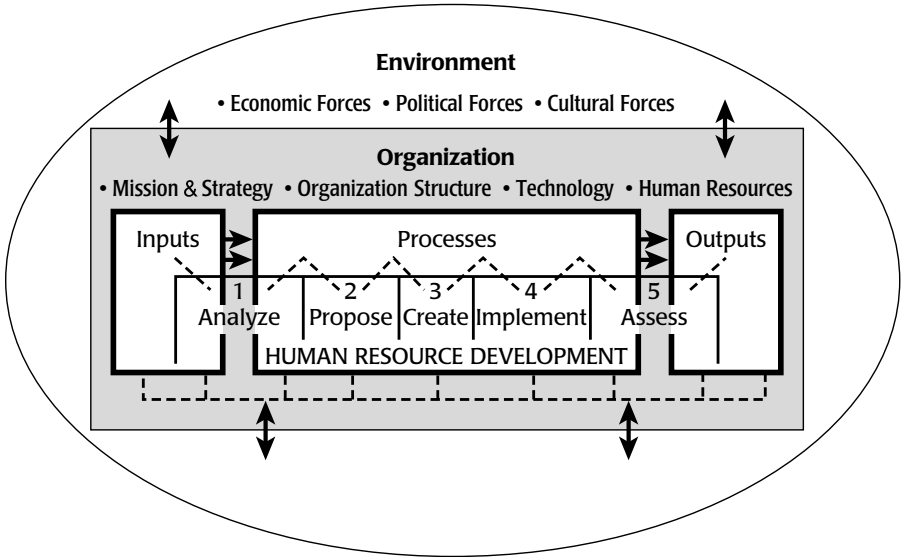 Environment
• Economic Forces • Political Forces • Cultural Forces
Organization
• Mission & Strategy • Organization Structure • Technology • Human Resources
Inputs Processes Outputs
1 2 3 4 5
Analyze Propose Create Implement Assess
HUMAN RESOURCE DEVELOPMENT